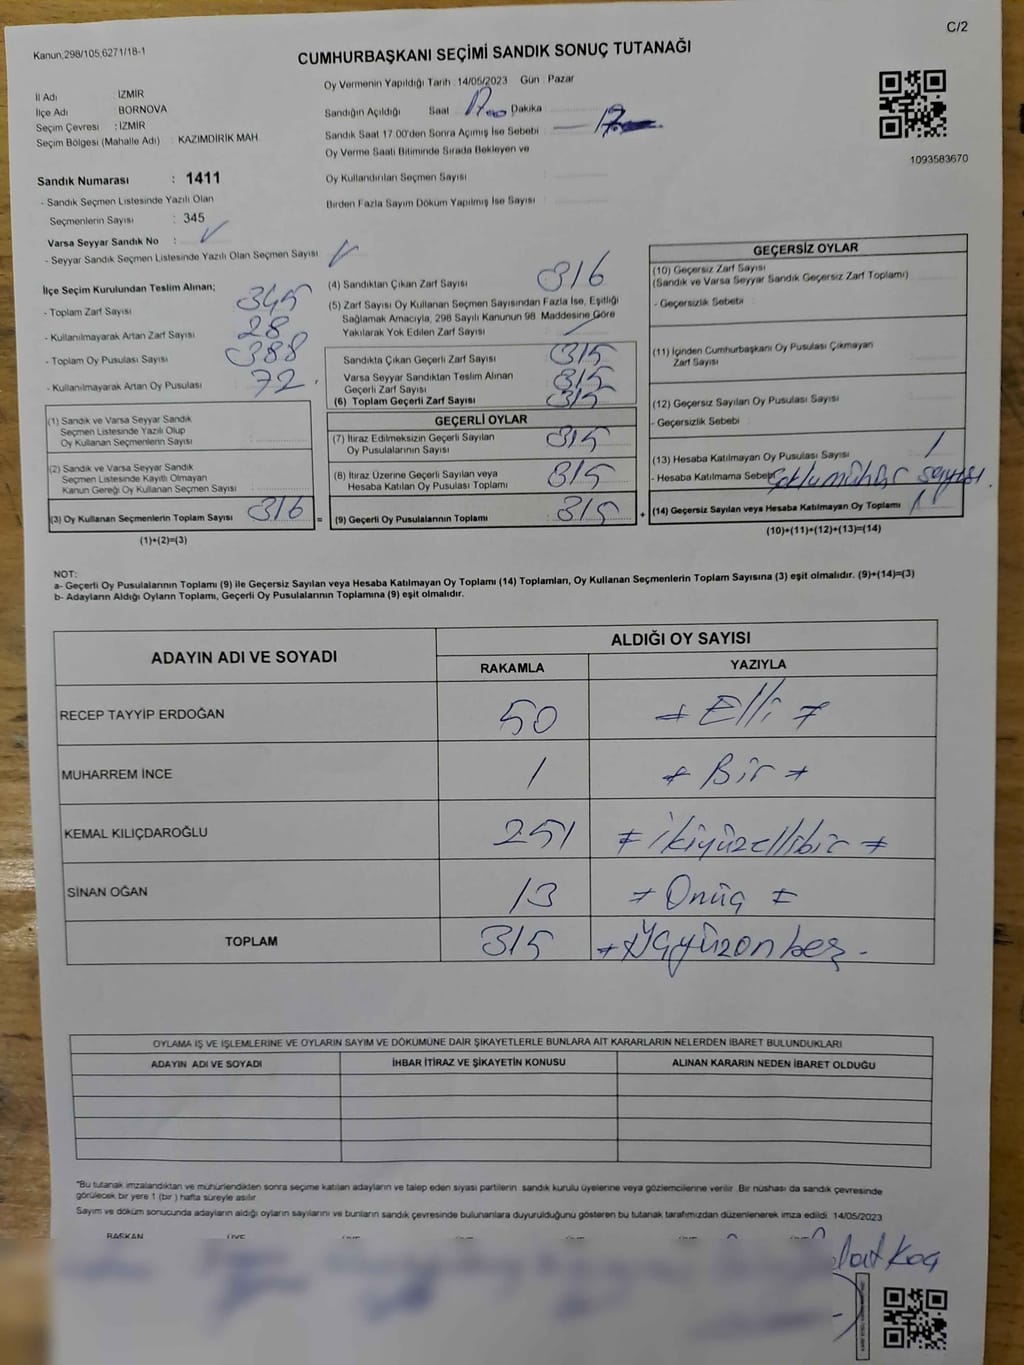 Kanun,298/105,6271/18-1
C/2
CUMHURBAŞKANI SEÇİMİ SANDIK SONUÇ TUTANAĞI
İl Adı : İZMİR
İlçe Adı : BORNOVA
Seçim Çevresi : İZMİR
Seçim Bölgesi (Mahalle Adı) : KAZIMDİRİK MAH.
Sandık Numarası : 1411
- Sandık Seçmen Listesinde Yazılı Olan
Seçmenlerin Sayısı : 345
Varsa Seyyar Sandık No :
- Seyyar Sandık Seçmen Listesinde Yazılı Olan Seçmen Sayısı
Oy Vermenin Yapıldığı Tarih : 14/05/2023 Gün : Pazar
Sandığın Açıldığı Saat 17 00 Dakika
Sandık Saat 17.00'den Sonra Açımış İse Sebebi
Oy Verme Saati Bitiminde Sırada Bekleyen ve
Oy Kullandırılan Seçmen Sayısı
Birden Fazla Sayım Döküm Yapılmış İse Sayısı
1093583670
İlçe Seçim Kurulundan Teslim Alınan;
- Toplam Zarf Sayısı : 345
- Kullanılmayarak Artan Zarf Sayısı : 28
- Toplam Oy Pusulası Sayısı : 388
- Kullanılmayarak Artan Oy Pusulası : 72
(1) Sandık ve Varsa Seyyar Sandık
Seçmen Listesinde Yazılı Olup
Oy Kullanan Seçmenlerin Sayısı :
(2) Sandık ve Varsa Seyyar Sandık
Seçmen Listesinde Kayıtlı Olmayan
Kanun Gereği Oy Kullanan Seçmen Sayısı :
(3) Oy Kullanan Seçmenlerin Toplam Sayısı 316 =
(1)+(2)=(3)
(4) Sandıktan Çıkan Zarf Sayısı : 316
(5) Zarf Sayısı Oy Kullanan Seçmen Sayısından Fazla İse, Eşitliği
Sağlamak Amacıyla, 298 Sayılı Kanunun 98. Maddesine Göre
Yakılarak Yok Edilen Zarf Sayısı :
Sandıkta Çıkan Geçerli Zarf Sayısı : 315
Varsa Seyyar Sandıktan Teslim Alınan
Geçerli Zarf Sayısı : 315
(6) Toplam Geçerli Zarf Sayısı : 315
GEÇERLİ OYLAR
(7) İtiraz Edilmeksizin Geçerli Sayılan
Oy Pusulalarının Sayısı : 315
(8) İtiraz Üzerine Geçerli Sayılan veya
Hesaba Katılan Oy Pusulası Toplamı : 315
(9) Geçerli Oy Pusulalarının Toplamı : 315 +
GEÇERSİZ OYLAR
(10) Geçersiz Zarf Sayısı
(Sandık ve Varsa Seyyar Sandık Geçersiz Zarf Toplamı)
- Geçersizlik Sebebi :
(11) İçinden Cumhurbaşkanı Oy Pusulası Çıkmayan
Zarf Sayısı :
(12) Geçersiz Sayılan Oy Pusulası Sayısı :
- Geçersizlik Sebebi :
(13) Hesaba Katılmayan Oy Pusulası Sayısı : 1
- Hesaba Katılmama Sebebi sayısı.
(14) Geçersiz Sayılan veya Hesaba Katılmayan Oy Toplamı : 1
(10)+(11)+(12)+(13)=(14)
NOT:
a- Geçerli Oy Pusulalarının Toplamı (9) ile Geçersiz Sayılan veya Hesaba Katılmayan Oy Toplamı (14) Toplamları, Oy Kullanan Seçmenlerin Toplam Sayısına (3) eşit olmalıdır. (9)+(14)=(3)
b- Adayların Aldığı Oyların Toplamı, Geçerli Oy Pusulalarının Toplamına (9) eşit olmalıdır.
ADAYIN ADI VE SOYADI
ALDIĞI OY SAYISI
RAKAMLA YAZIYLA
RECEP TAYYİP ERDOĞAN 50 Elli
MUHARREM İNCE 1 Bir
KEMAL KILIÇDAROĞLU 251 İkiyüzellibir
SİNAN OĞAN 13 Onüç
TOPLAM 315 Üçyüzonbeş
OYLAMA İŞ VE İŞLEMLERİNE VE OYLARIN SAYIM VE DÖKÜMÜNE DAİR ŞİKAYETLERLE BUNLARA AİT KARARLARIN NELERDEN İBARET BULUNDUKLARI
ADAYIN ADI VE SOYADI İHBAR İTİRAZ VE ŞİKAYETİN KONUSU ALINAN KARARIN NEDEN İBARET OLDUĞU
*Bu tutanak imzalandıktan ve mühürlendikten sonra seçime katılan adayların ve talep eden siyasi partilerin sandık kurulu üyelerine veya gözlemcilerine verilir. Bir nüshası da sandık çevresinde
görülecek bir yere 1 (bir) hafta süreyle asılır
Sayım ve döküm sonucunda adayların aldığı oyların sayılarını ve bunların sandık çevresinde bulunanlara duyurulduğunu gösteren bu tutanak tarafımızdan düzenlenerek imza edildi. 14/05/2023
BAŞKAN ÜYE ÜYE ÜYE ÜYE
Koç